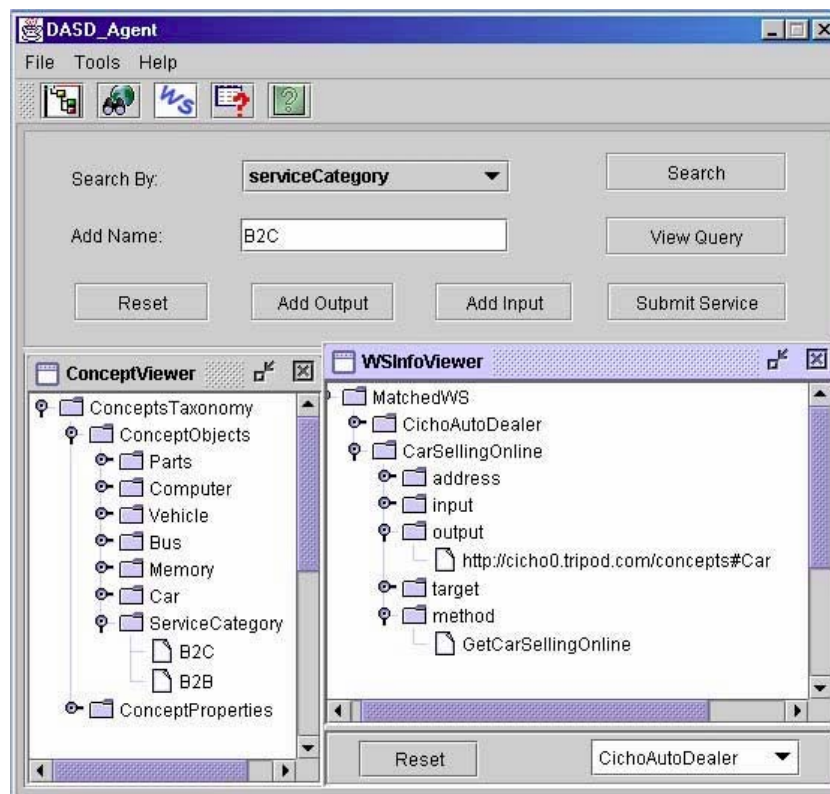 DASD_Agent
File Tools Help
WS
Search By: serviceCategory Search
Add Name: B2C View Query
Reset Add Output Add Input Submit Service
ConceptViewer
ConceptsTaxonomy
ConceptObjects
Parts
Computer
Vehicle
Bus
Memory
Car
ServiceCategory
B2C
B2B
ConceptProperties
WSInfoViewer
MatchedWS
CichoAutoDealer
CarSellingOnline
address
input
output
http://cicho0.tripod.com/concepts#Car
target
method
GetCarSellingOnline
Reset CichoAutoDealer